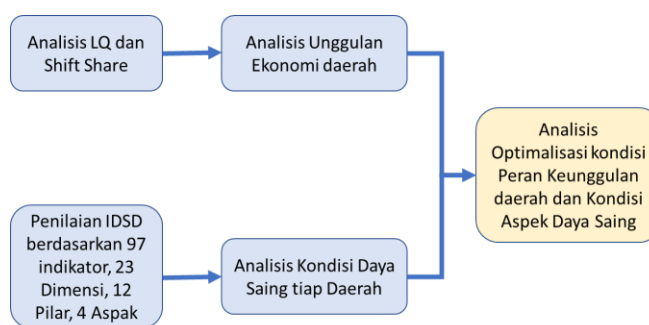 Analisis LQ dan
Shift Share
Analisis Unggulan
Ekonomi daerah
Analisis
Optimalisasi kondisi
Peran Keunggulan
daerah dan Kondisi
Aspek Daya Saing
Penilaian IDSD
berdasarkan 97
indikator, 23
Dimensi, 12
Pilar, 4 Aspak
Analisis Kondisi Daya
Saing tiap Daerah